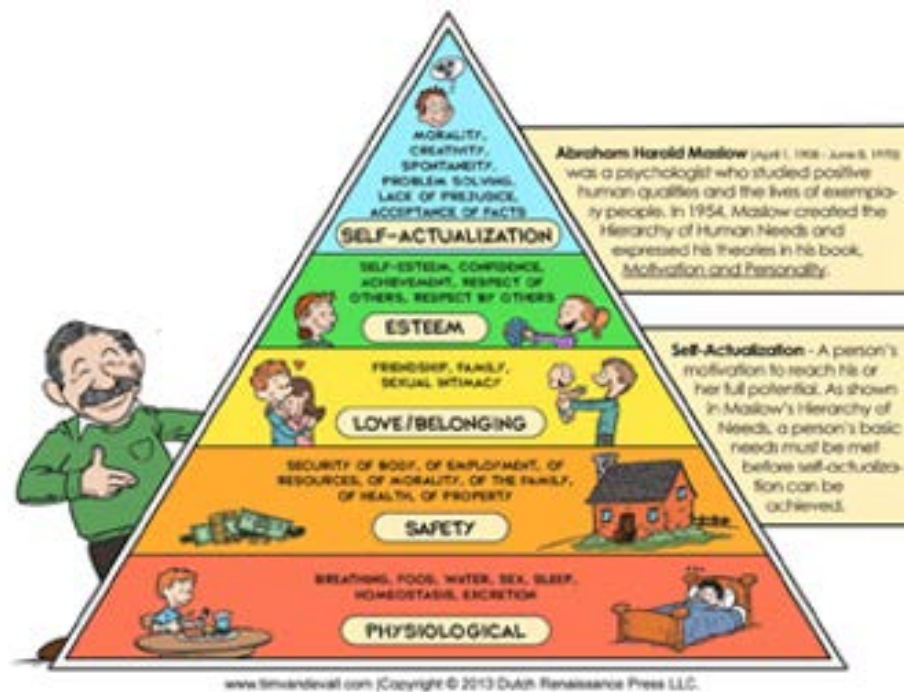 MORALITY,
CREATIVITY,
SPONTANEITY,
PROBLEM SOLVING,
LACK OF PREJUDICE,
ACCEPTANCE OF FACTS
SELF-ACTUALIZATION
SELF-ESTEEM, CONFIDENCE,
ACHIEVEMENT, RESPECT OF
OTHERS, RESPECT BY OTHERS
ESTEEM
FRIENDSHIP, FAMILY,
SEXUAL INTIMACY
LOVE/BELONGING
SECURITY OF BODY, OF EMPLOYMENT, OF
RESOURCES, OF MORALITY, OF THE FAMILY,
OF HEALTH, OF PROPERTY
SAFETY
BREATHING, FOOD, WATER, SEX, SLEEP,
HOMEOSTASIS, EXCRETION
PHYSIOLOGICAL
Abraham Harold Maslow (April 1, 1908 - June 8, 1970)
was a psychologist who studied positive
human qualities and the lives of exempla-
ry people. In 1954, Maslow created the
Hierarchy of Human Needs and
expressed his theories in his book,
Motivation and Personality.
Self-Actualization - A person's
motivation to reach his or
her full potential. As shown
in Maslow's Hierarchy of
Needs, a person's basic
needs must be met
before self-actualiza-
tion can be
achieved.
www.timvandevall.com |Copyright © 2013 Dutch Renaissance Press LLC.